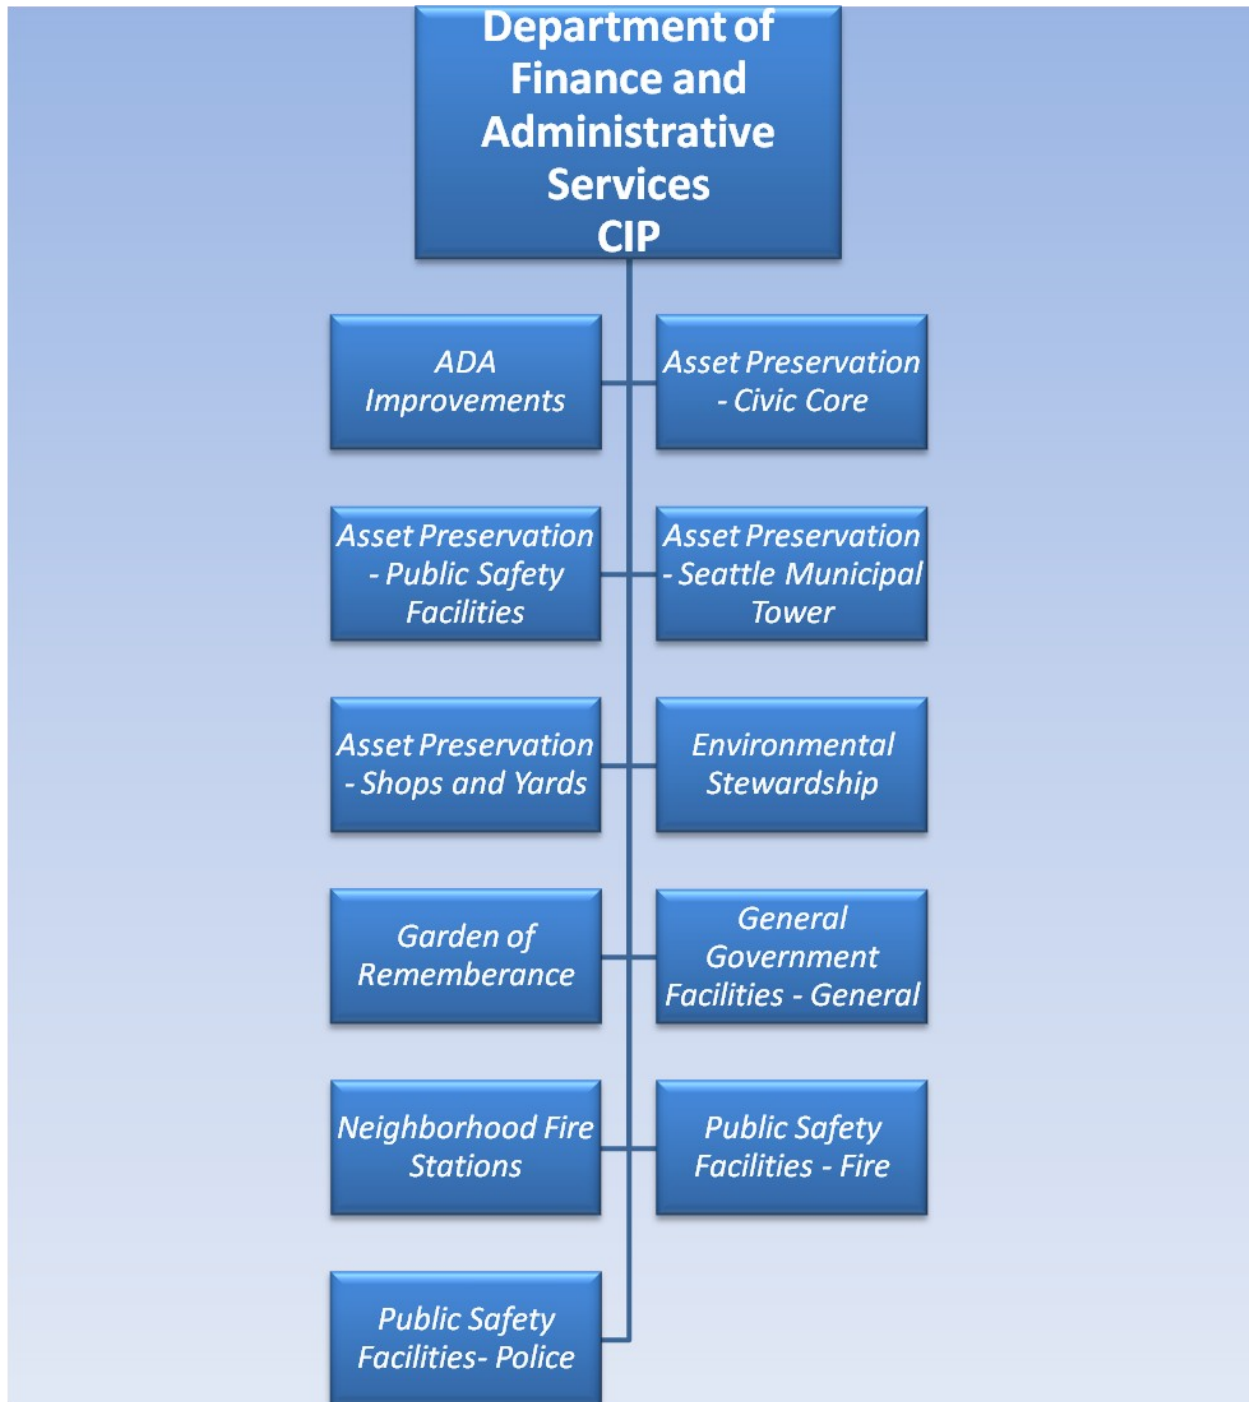 Department of
Finance and
Administrative
Services
CIP
ADA
Improvements
Asset Preservation
- Civic Core
Asset Preservation
- Public Safety
Facilities
Asset Preservation
- Seattle Municipal
Tower
Asset Preservation
- Shops and Yards
Environmental
Stewardship
Garden of
Rememberance
General
Government
Facilities - General
Neighborhood Fire
Stations
Public Safety
Facilities - Fire
Public Safety
Facilities- Police